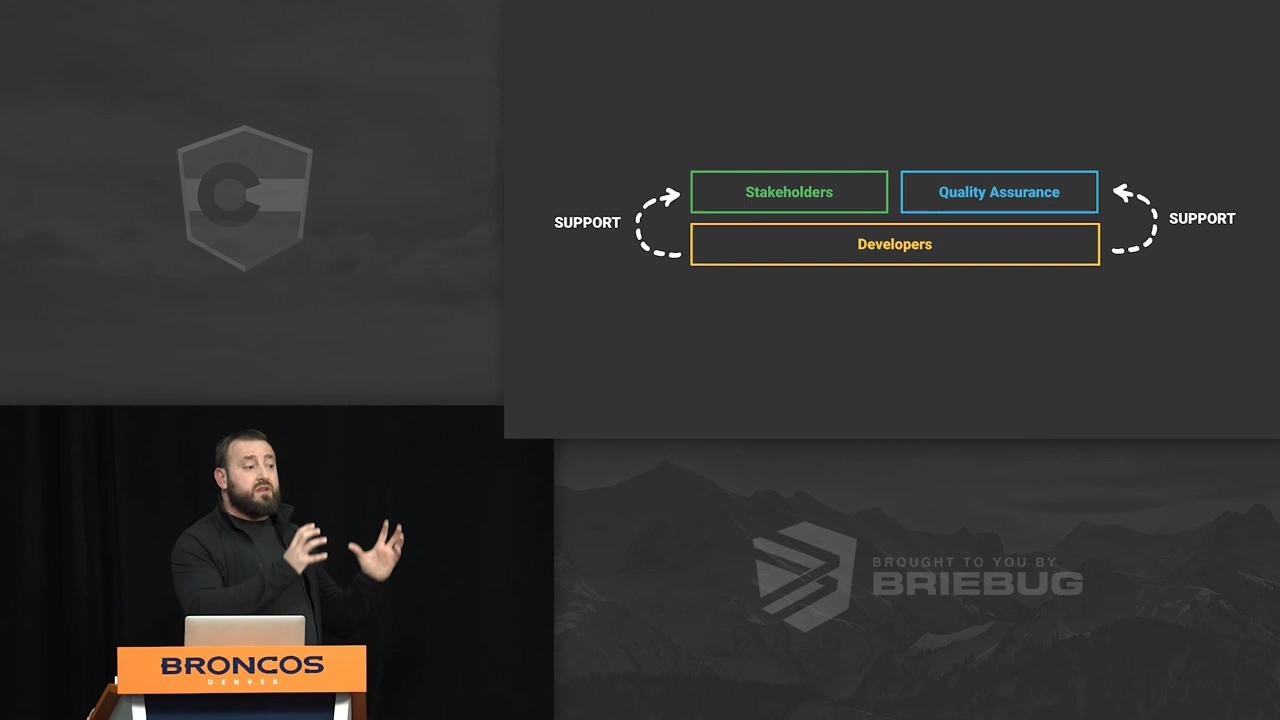 Stakeholders
Quality Assurance
SUPPORT
SUPPORT
Developers
BROUGHT TO YOU BY
BRIEBUG
BRONCOS
DENVER